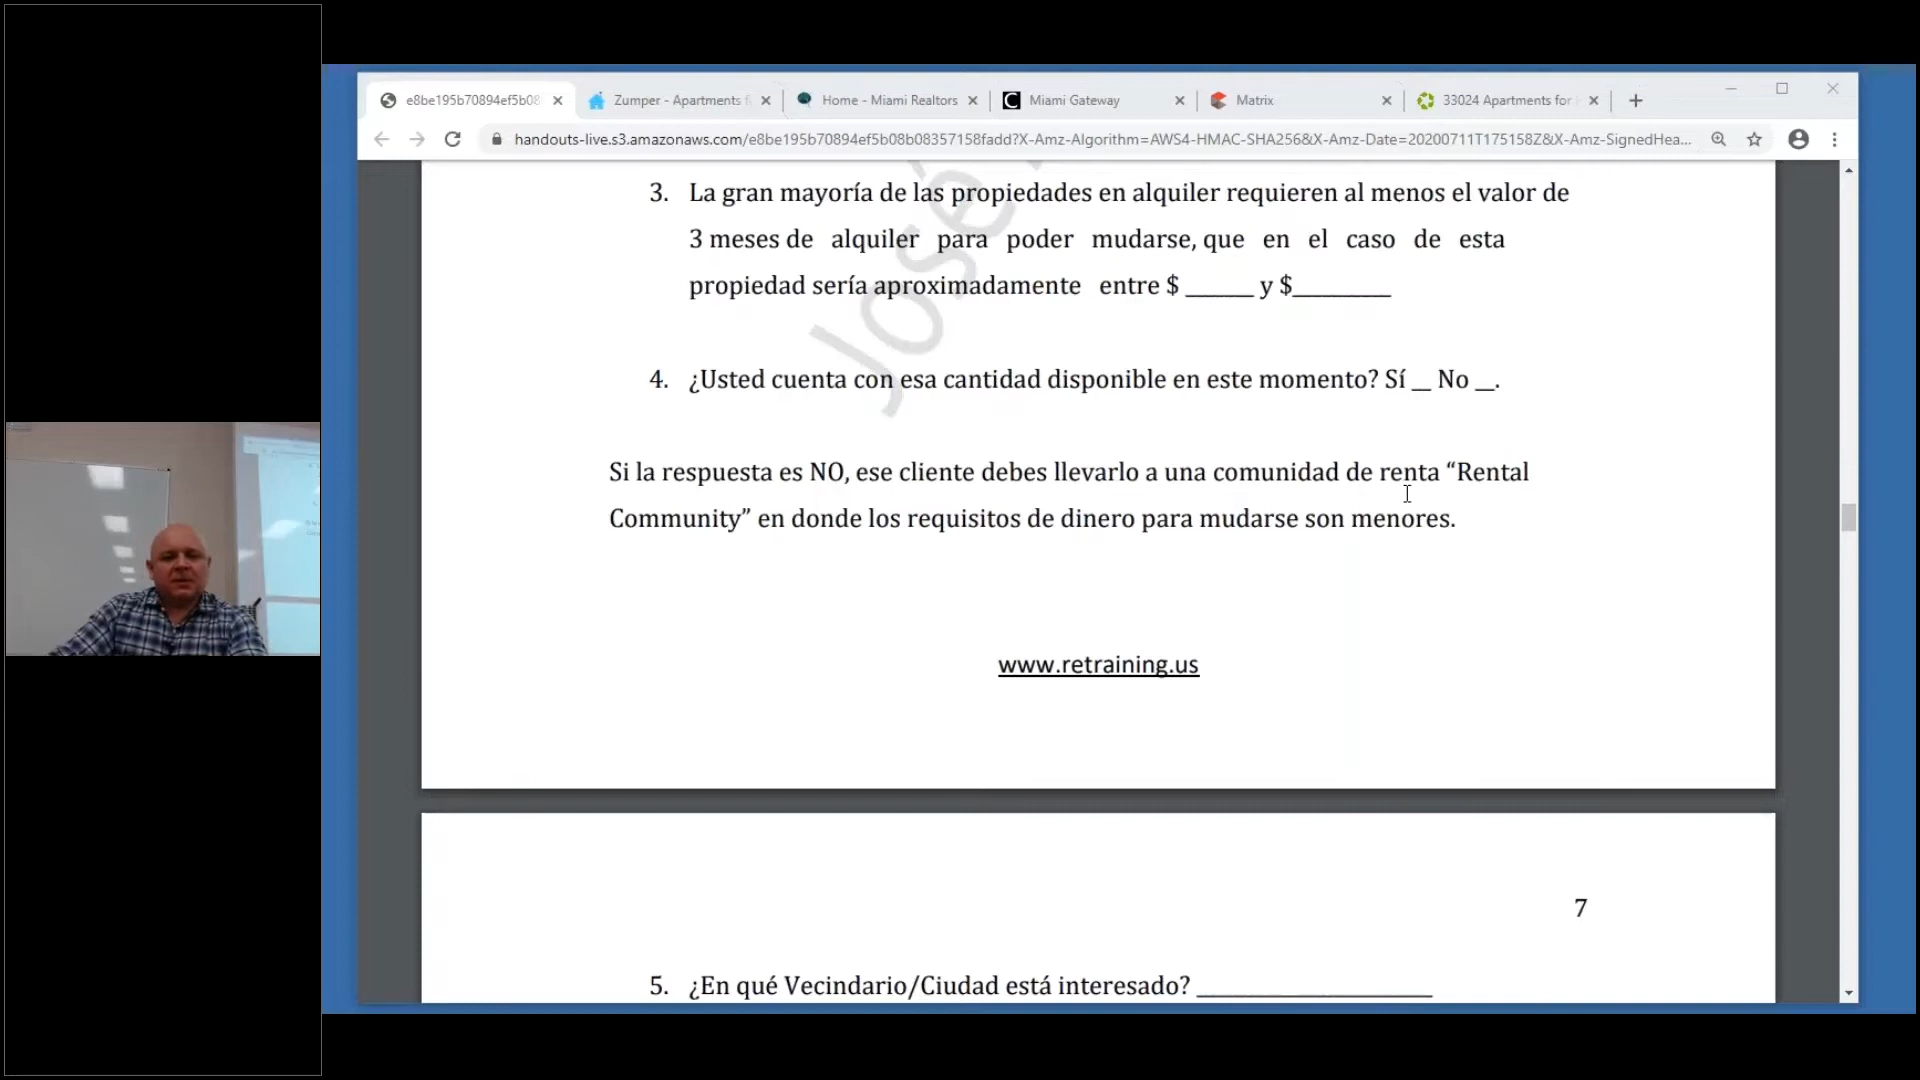 e8be195b70894ef5b08
Zumper - Apartments f
Home - Miami Realtors
Miami Gateway
Matrix
33024 Apartments for
handouts-live.s3.amazonaws.com/e8be195b70894ef5b08b08357158fadd?X-Amz-Algorithm=AWS4-HMAC-SHA256&X-Amz-Date=20200711T175158Z&X-Amz-SignedHea...
José
3. La gran mayoría de las propiedades en alquiler requieren al menos el valor de
3 meses de alquiler para poder mudarse, que en el caso de esta
propiedad sería aproximadamente entre $ _______ y $__________
4. ¿Usted cuenta con esa cantidad disponible en este momento? Sí __ No __.
Si la respuesta es NO, ese cliente debes llevarlo a una comunidad de renta “Rental
Community” en donde los requisitos de dinero para mudarse son menores.
www.retraining.us
7
5. ¿En qué Vecindario/Ciudad está interesado? ________________________